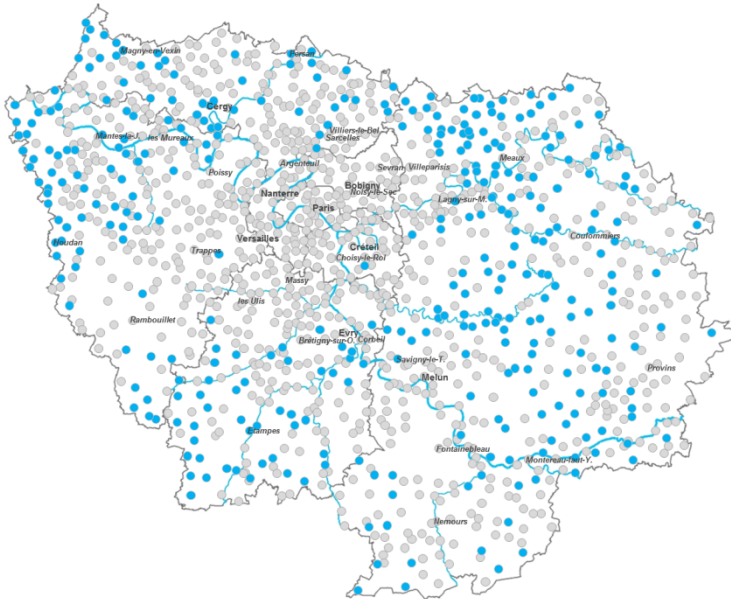 Magny-en-Vexin
Persan
Cergy
Villiers-le-Bel
Sarcelles
Mantes-la-J.
les Mureaux
Argenteuil
Poissy
Sevran
Villeparisis
Meaux
Bobigny
Noisy-le-Sec
Nanterre
Paris
Lagny-sur-M.
Houdan
Versailles
Créteil
Coulommiers
Trappes
Choisy-le-Roi
Massy
les Ulis
Rambouillet
Evry
Brétigny-sur-O.
Corbeil
Savigny-le-T.
Melun
Provins
Etampes
Fontainebleau
Montereau-faut-Y.
Nemours